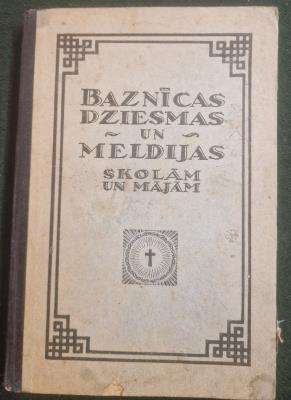 BAZNĪCAS
DZIESMAS
~ UN ~
MELDIJAS
SKOLĀM
UN MĀJĀM